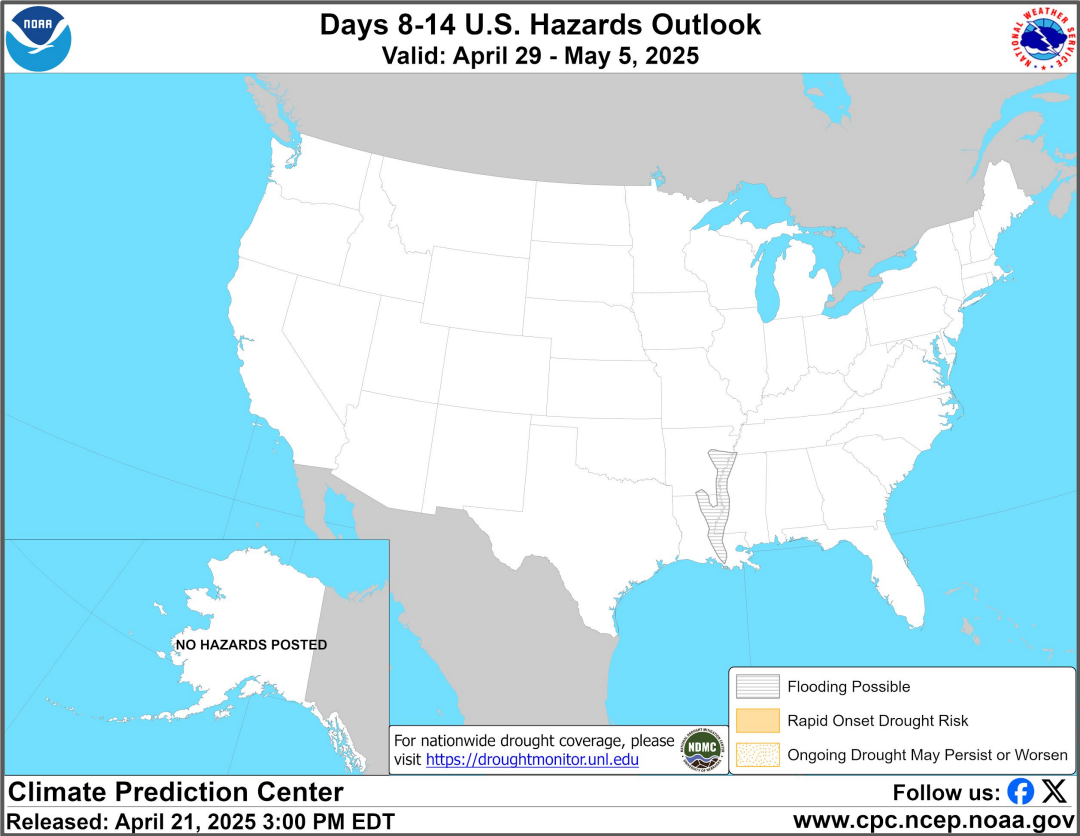 NOAA
Days 8-14 U.S. Hazards Outlook
Valid: April 29 - May 5, 2025
NATIONAL WEATHER SERVICE
NO HAZARDS POSTED
Flooding Possible
Rapid Onset Drought Risk
Ongoing Drought May Persist or Worsen
For nationwide drought coverage, please
visit https://droughtmonitor.unl.edu
NDMC
Climate Prediction Center
Released: April 21, 2025 3:00 PM EDT
Follow us:
www.cpc.ncep.noaa.gov